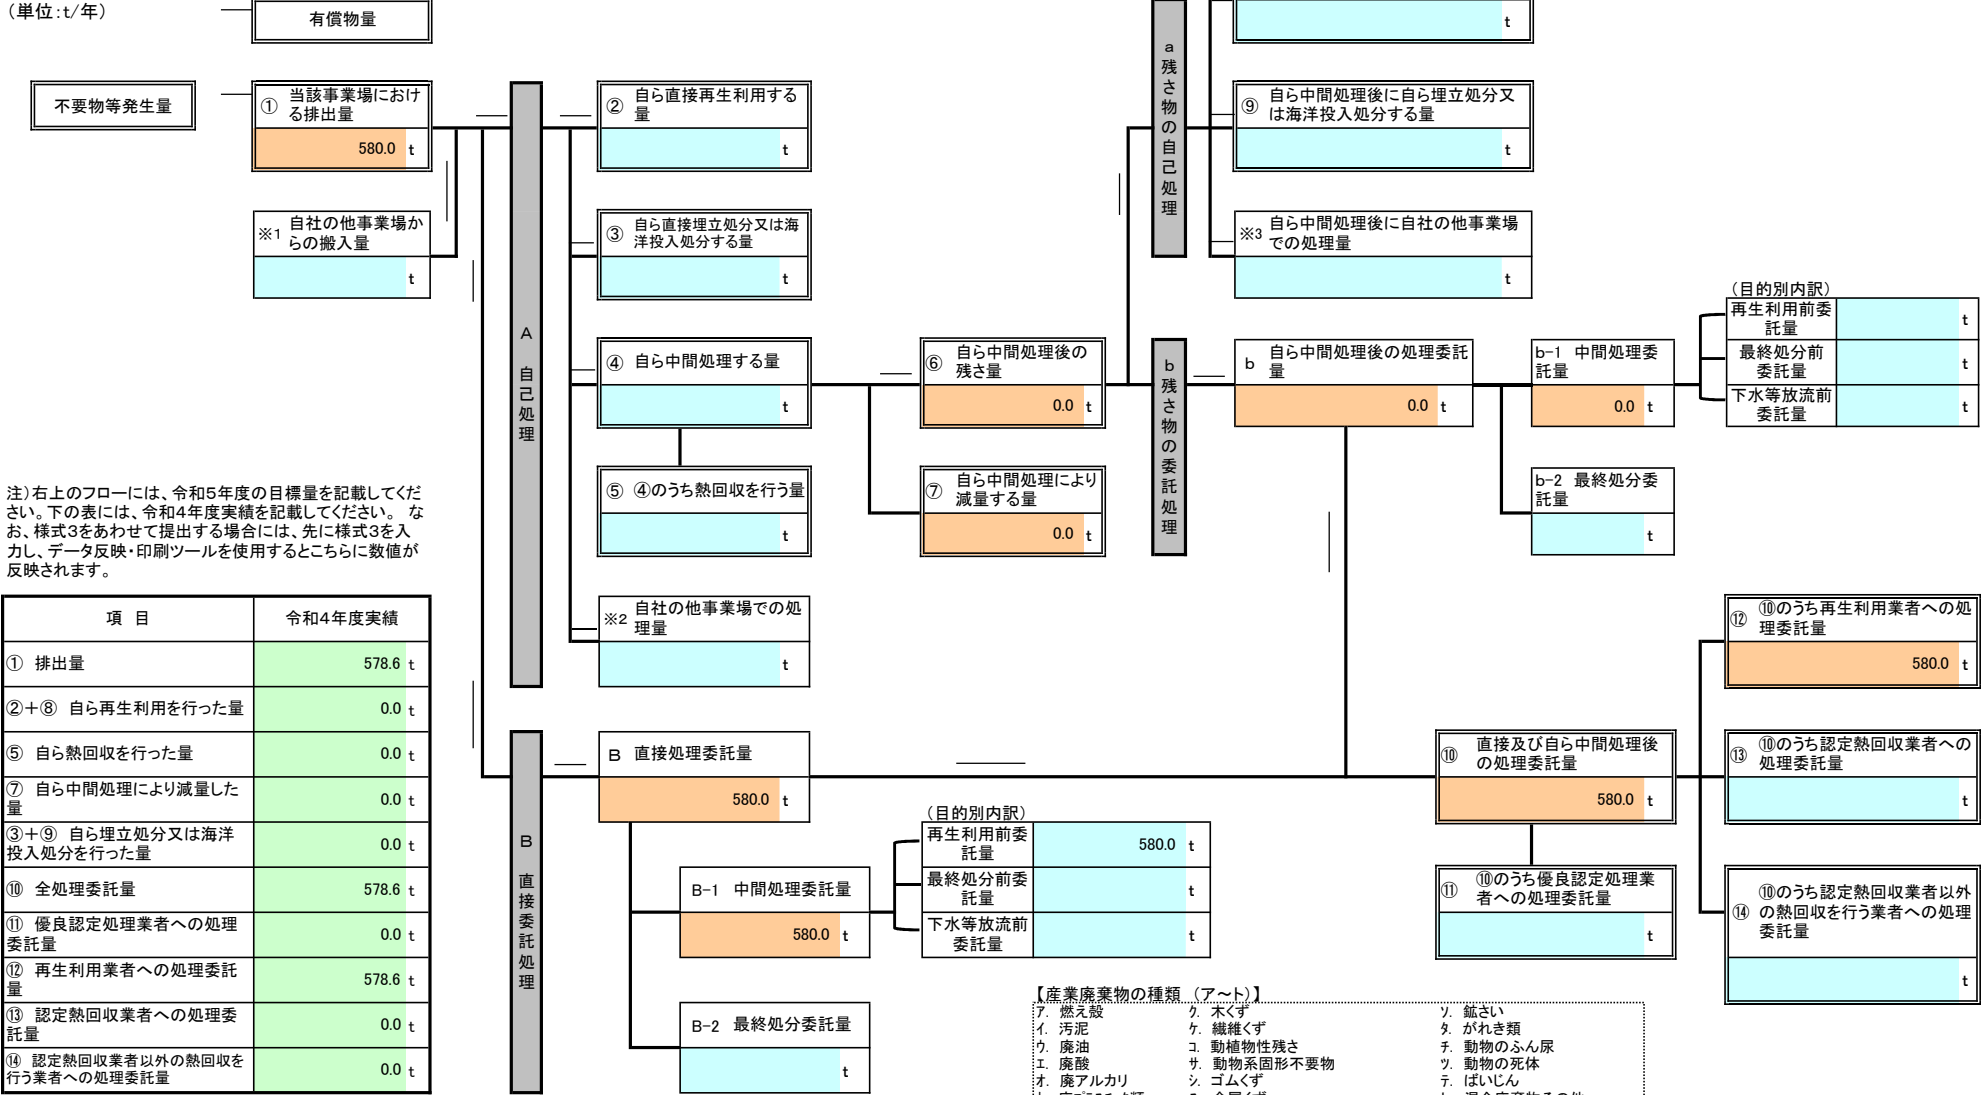 （単位:t/年）
有償物量
t
不要物等発生量
① 当該事業場におけ
る排出量
580.0 t
※1 自社の他事業場か
らの搬入量
t
A 自己処理
② 自ら直接再生利用する
量
t
③ 自ら直接埋立処分又は海
洋投入処分する量
t
④ 自ら中間処理する量
t
⑤ ④のうち熱回収を行う量
t
※2 自社の他事業場での処
理量
t
⑥ 自ら中間処理後の
残さ量
0.0 t
⑦ 自ら中間処理により
減量する量
0.0 t
a 残さ物の自己処理
⑨ 自ら中間処理後に自ら埋立処分又
は海洋投入処分する量
t
※3 自ら中間処理後に自社の他事業場
での処理量
t
b 残さ物の委託処理
b 自ら中間処理後の処理委託
量
0.0 t
b-1 中間処理委
託量
0.0 t
b-2 最終処分委
託量
t
（目的別内訳）
再生利用前委
託量
t
最終処分前
委託量
t
下水等放流前
委託量
t
注）右上のフローには、令和5年度の目標量を記載してくだ
さい。下の表には、令和4年度実績を記載してください。 な
お、様式3をあわせて提出する場合には、先に様式3を入
力し、データ反映・印刷ツールを使用するとこちらに数値が
反映されます。
項 目 令和4年度実績
① 排出量 578.6 t
②＋⑧ 自ら再生利用を行った量 0.0 t
⑤ 自ら熱回収を行った量 0.0 t
⑦ 自ら中間処理により減量した
量 0.0 t
③＋⑨ 自ら埋立処分又は海洋
投入処分を行った量 0.0 t
⑩ 全処理委託量 578.6 t
⑪ 優良認定処理業者への処理
委託量 0.0 t
⑫ 再生利用業者への処理委託
量 578.6 t
⑬ 認定熱回収業者への処理委
託量 0.0 t
⑭ 認定熱回収業者以外の熱回収を
行う業者への処理委託量 0.0 t
B 直接委託処理
B 直接処理委託量
580.0 t
B-1 中間処理委託量
580.0 t
B-2 最終処分委託量
t
（目的別内訳）
再生利用前委
託量
580.0 t
最終処分前委
託量
t
下水等放流前
委託量
t
⑩ 直接及び自ら中間処理後
の処理委託量
580.0 t
⑪ ⑩のうち優良認定処理業
者への処理委託量
t
⑫ ⑩のうち再生利用業者への処
理委託量
580.0 t
⑬ ⑩のうち認定熱回収業者への
処理委託量
t
⑭ ⑩のうち認定熱回収業者以外
の熱回収を行う業者への処理
委託量
t
【産業廃棄物の種類 （ア～ト）】
ア. 燃え殻 ク. 木くず ソ. 鉱さい
イ. 汚泥 ケ. 繊維くず タ. がれき類
ウ. 廃油 コ. 動植物性残さ チ. 動物のふん尿
エ. 廃酸 サ. 動物系固形不要物 ツ. 動物の死体
オ. 廃アルカリ シ. ゴムくず テ. ばいじん